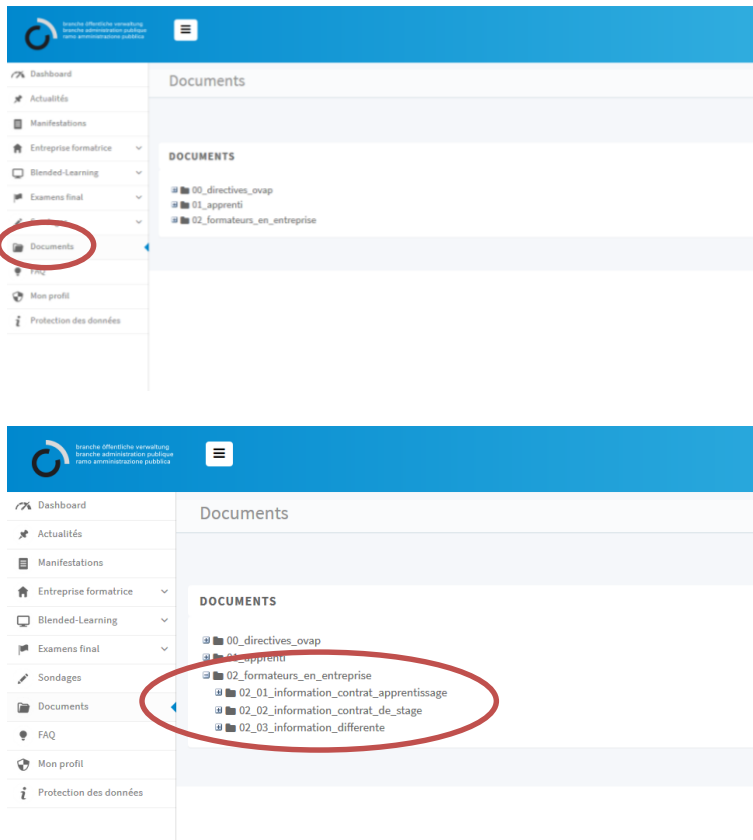 branche öffentliche verwaltung
branche administration publique
ramo amministrazione pubblica
Dashboard
Actualités
Manifestations
Entreprise formatrice
Blended-Learning
Examens final
Documents
FAQ
Mon profil
Protection des données
Documents
DOCUMENTS
00_directives_ovap
01_apprenti
02_formateurs_en_entreprise
branche öffentliche verwaltung
branche administration publique
ramo amministrazione pubblica
Dashboard
Actualités
Manifestations
Entreprise formatrice
Blended-Learning
Examens final
Sondages
Documents
FAQ
Mon profil
Protection des données
Documents
DOCUMENTS
00_directives_ovap
01_apprenti
02_formateurs_en_entreprise
02_01_information_contrat_apprentissage
02_02_information_contrat_de_stage
02_03_information_differente